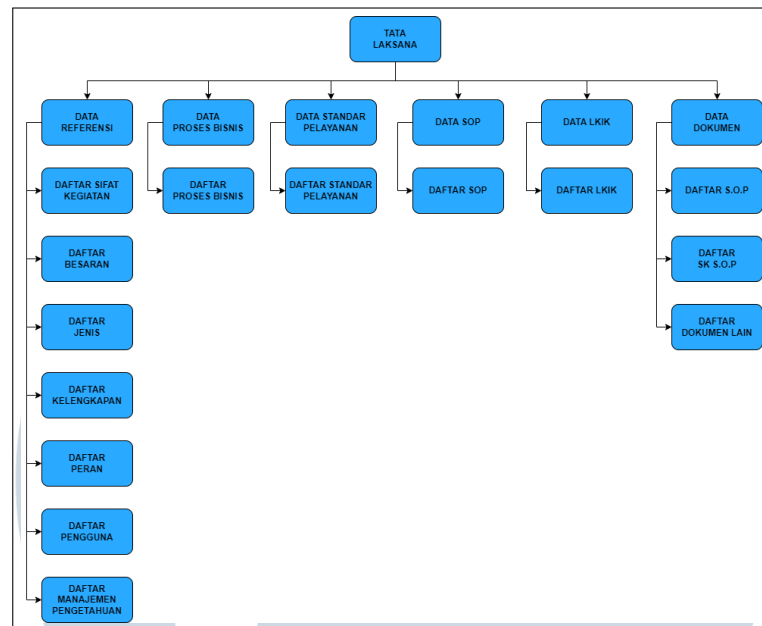 TATA
LAKSANA
DATA
REFERENSI
DATA
PROSES BISNIS
DATA STANDAR
PELAYANAN
DATA SOP
DATA LKIK
DATA
DOKUMEN
DAFTAR SIFAT
KEGIATAN
DAFTAR
PROSES BISNIS
DAFTAR STANDAR
PELAYANAN
DAFTAR SOP
DAFTAR LKIK
DAFTAR S.O.P
DAFTAR
BESARAN
DAFTAR
SK S.O.P
DAFTAR
JENIS
DAFTAR
DOKUMEN LAIN
DAFTAR
KELENGKAPAN
DAFTAR
PERAN
DAFTAR
PENGGUNA
DAFTAR
MANAJEMEN
PENGETAHUAN